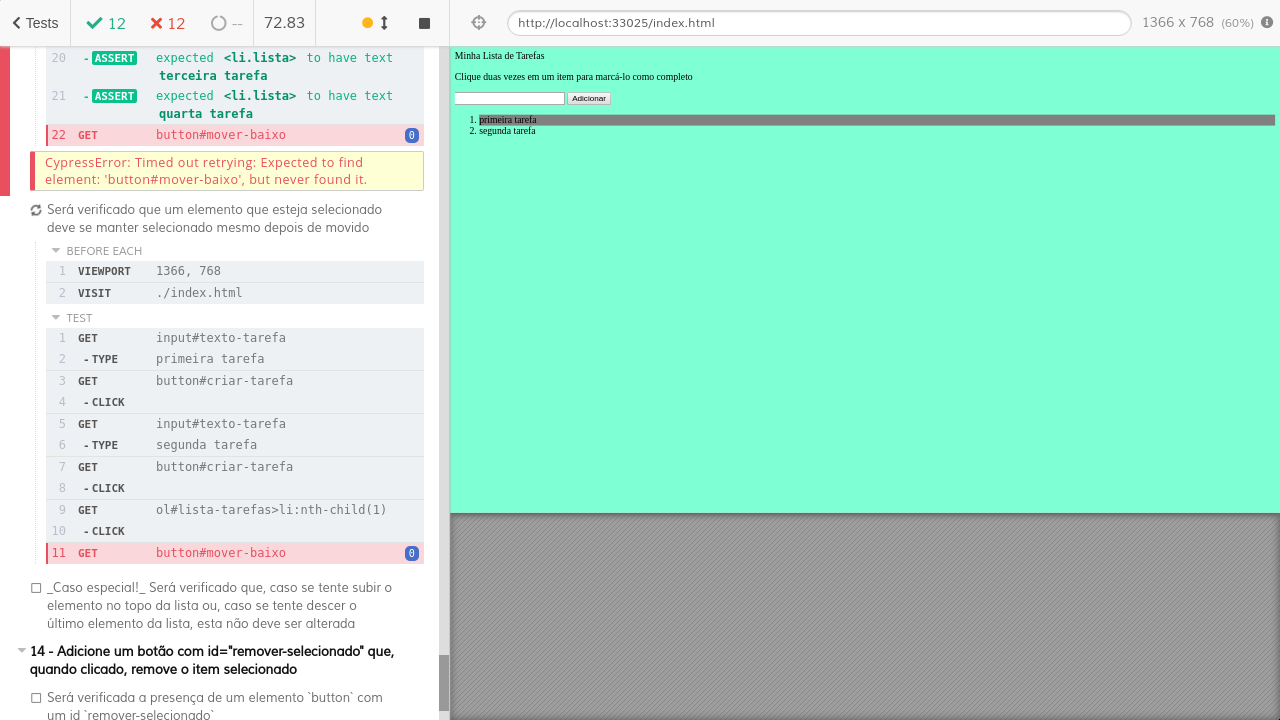 Tests 12 12 -- 72.83 http://localhost:33025/index.html 1366 x 768 (60%)
20 - ASSERT expected <li.lista> to have text
terceira tarefa
21 - ASSERT expected <li.lista> to have text
quarta tarefa
22 GET button#mover-baixo 0
CypressError: Timed out retrying: Expected to find
element: 'button#mover-baixo', but never found it.
Será verificado que um elemento que esteja selecionado
deve se manter selecionado mesmo depois de movido
BEFORE EACH
1 VIEWPORT 1366, 768
2 VISIT ./index.html
TEST
1 GET input#texto-tarefa
2 - TYPE primeira tarefa
3 GET button#criar-tarefa
4 - CLICK
5 GET input#texto-tarefa
6 - TYPE segunda tarefa
7 GET button#criar-tarefa
8 - CLICK
9 GET ol#lista-tarefas>li:nth-child(1)
10 - CLICK
11 GET button#mover-baixo 0
_Caso especial!_ Será verificado que, caso se tente subir o
elemento no topo da lista ou, caso se tente descer o
último elemento da lista, esta não deve ser alterada
14 - Adicione um botão com id="remover-selecionado" que,
quando clicado, remove o item selecionado
Será verificada a presença de um elemento `button` com
um id `remover-selecionado`
Minha Lista de Tarefas
Clique duas vezes em um item para marcá-lo como completo
Adicionar
1. primeira tarefa
2. segunda tarefa